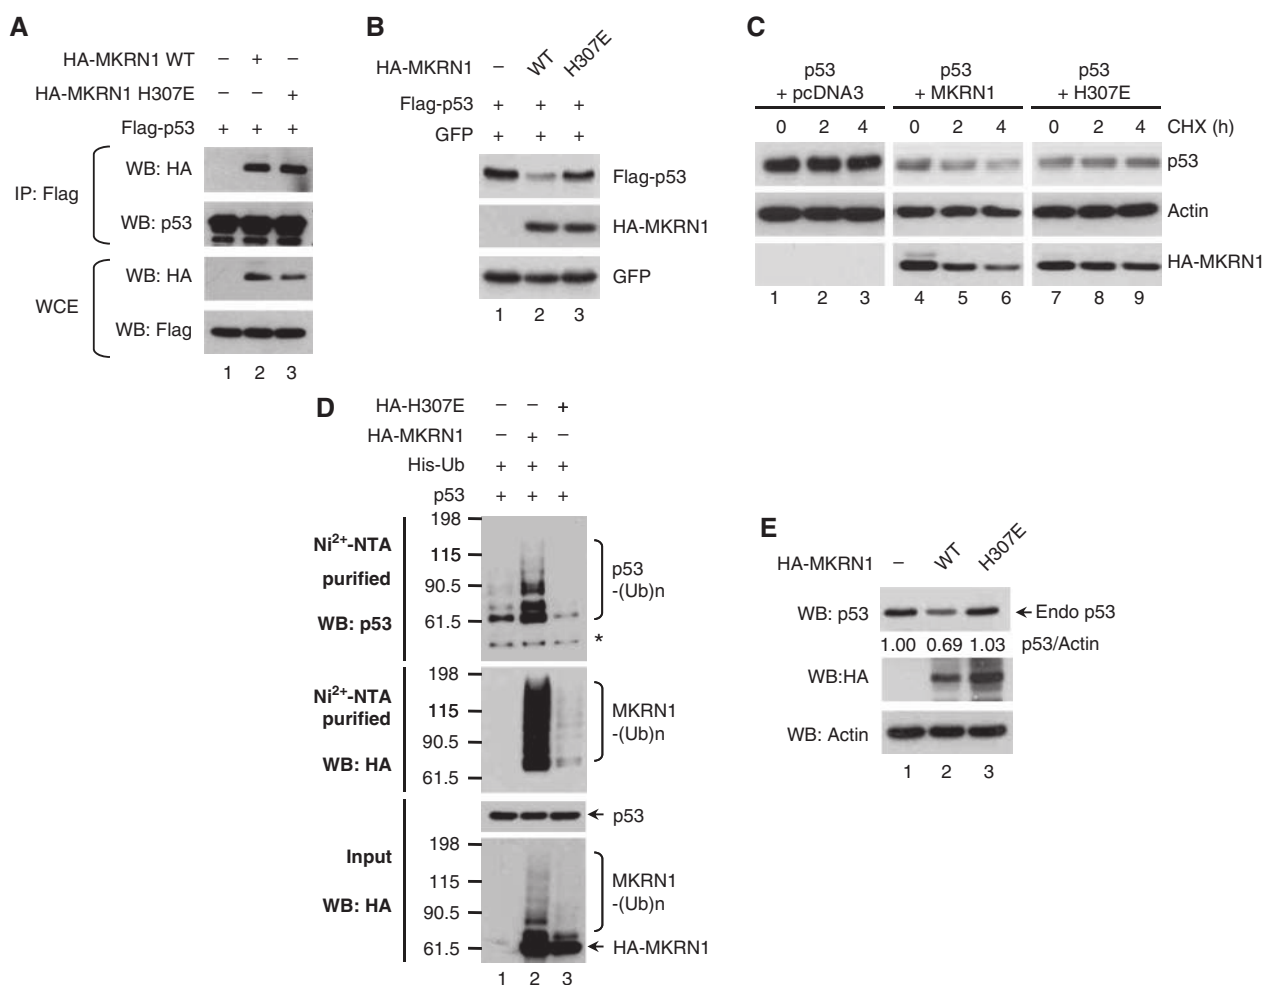 A
HA-MKRN1 WT – + –
HA-MKRN1 H307E – – +
Flag-p53 + + +
IP: Flag
WB: HA
WB: p53
WCE
WB: HA
WB: Flag
1 2 3
B
HA-MKRN1 – WT H307E
Flag-p53 + + +
GFP + + +
Flag-p53
HA-MKRN1
GFP
1 2 3
C
p53 + pcDNA3
p53 + MKRN1
p53 + H307E
0 2 4 0 2 4 0 2 4 CHX (h)
p53
Actin
HA-MKRN1
1 2 3 4 5 6 7 8 9
D
HA-H307E – – +
HA-MKRN1 – + –
His-Ub + + +
p53 + + +
Ni2+-NTA
purified
WB: p53
198
115
90.5
61.5
p53
-(Ub)n
*
Ni2+-NTA
purified
WB: HA
198
115
90.5
61.5
MKRN1
-(Ub)n
p53
Input
WB: HA
198
115
90.5
61.5
MKRN1
-(Ub)n
HA-MKRN1
1 2 3
E
HA-MKRN1 – WT H307E
WB: p53
Endo p53
1.00 0.69 1.03 p53/Actin
WB:HA
WB: Actin
1 2 3